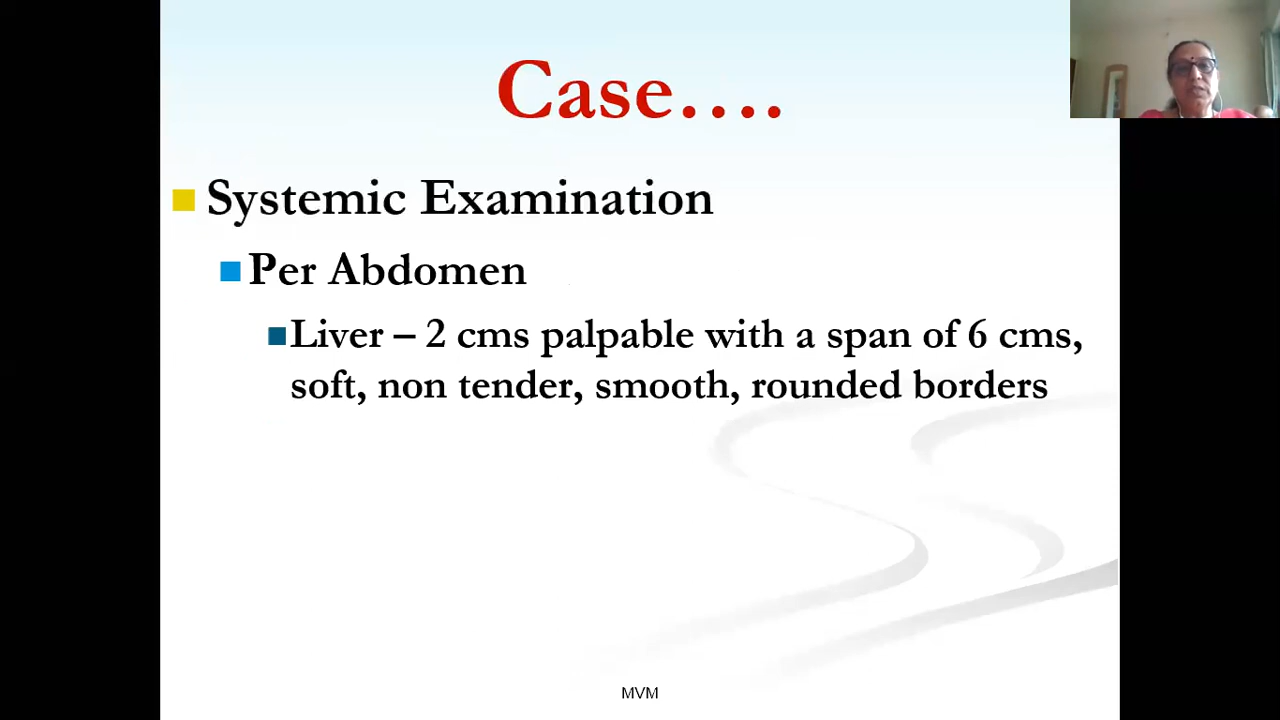 Case....
Systemic Examination
Per Abdomen
Liver – 2 cms palpable with a span of 6 cms,
soft, non tender, smooth, rounded borders
MVM